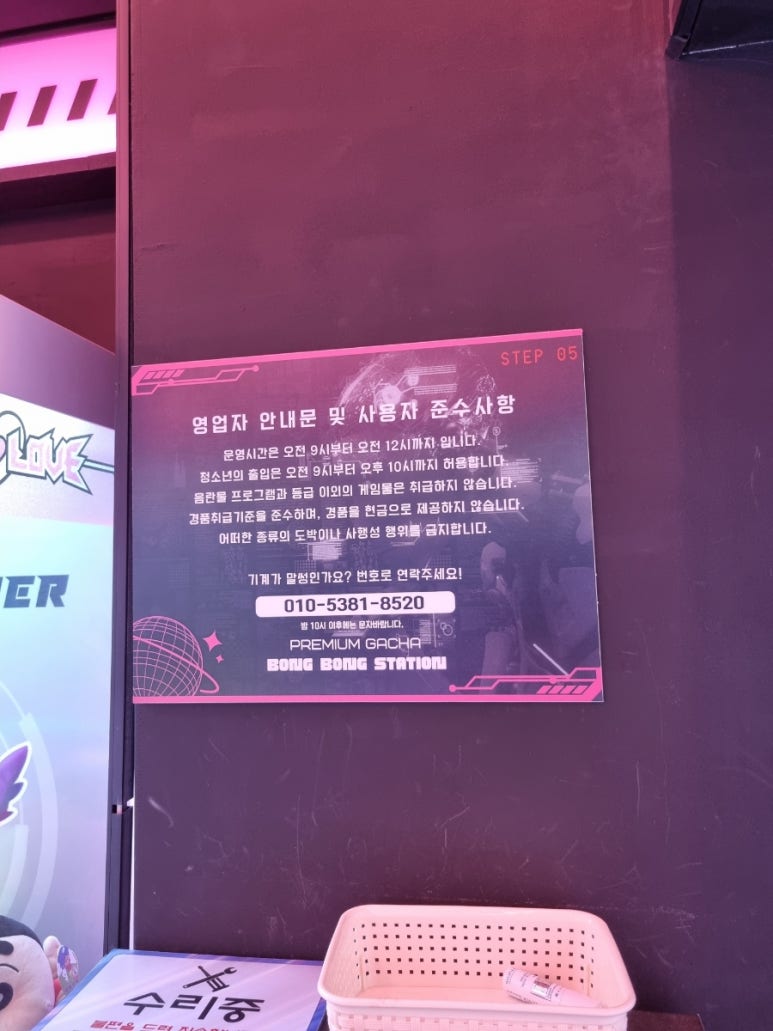 LOVE
STEP 05
영업자 안내문 및 사용자 준수사항
운영시간은 오전 9시부터 오전 12시까지 입니다.
청소년의 출입은 오전 9시부터 오후 10시까지 허용합니다.
음란물 프로그램과 등급 이외의 게임물은 취급하지 않습니다.
경품취급기준을 준수하며, 경품을 현금으로 제공하지 않습니다.
어떠한 종류의 도박이나 사행성 행위를 금지합니다.
기계가 말썽인가요? 번호로 연락주세요!
010-5381-8520
밤 10시 이후에는 문자바랍니다.
PREMIUM GACHA
BONG BONG STATION
수리중